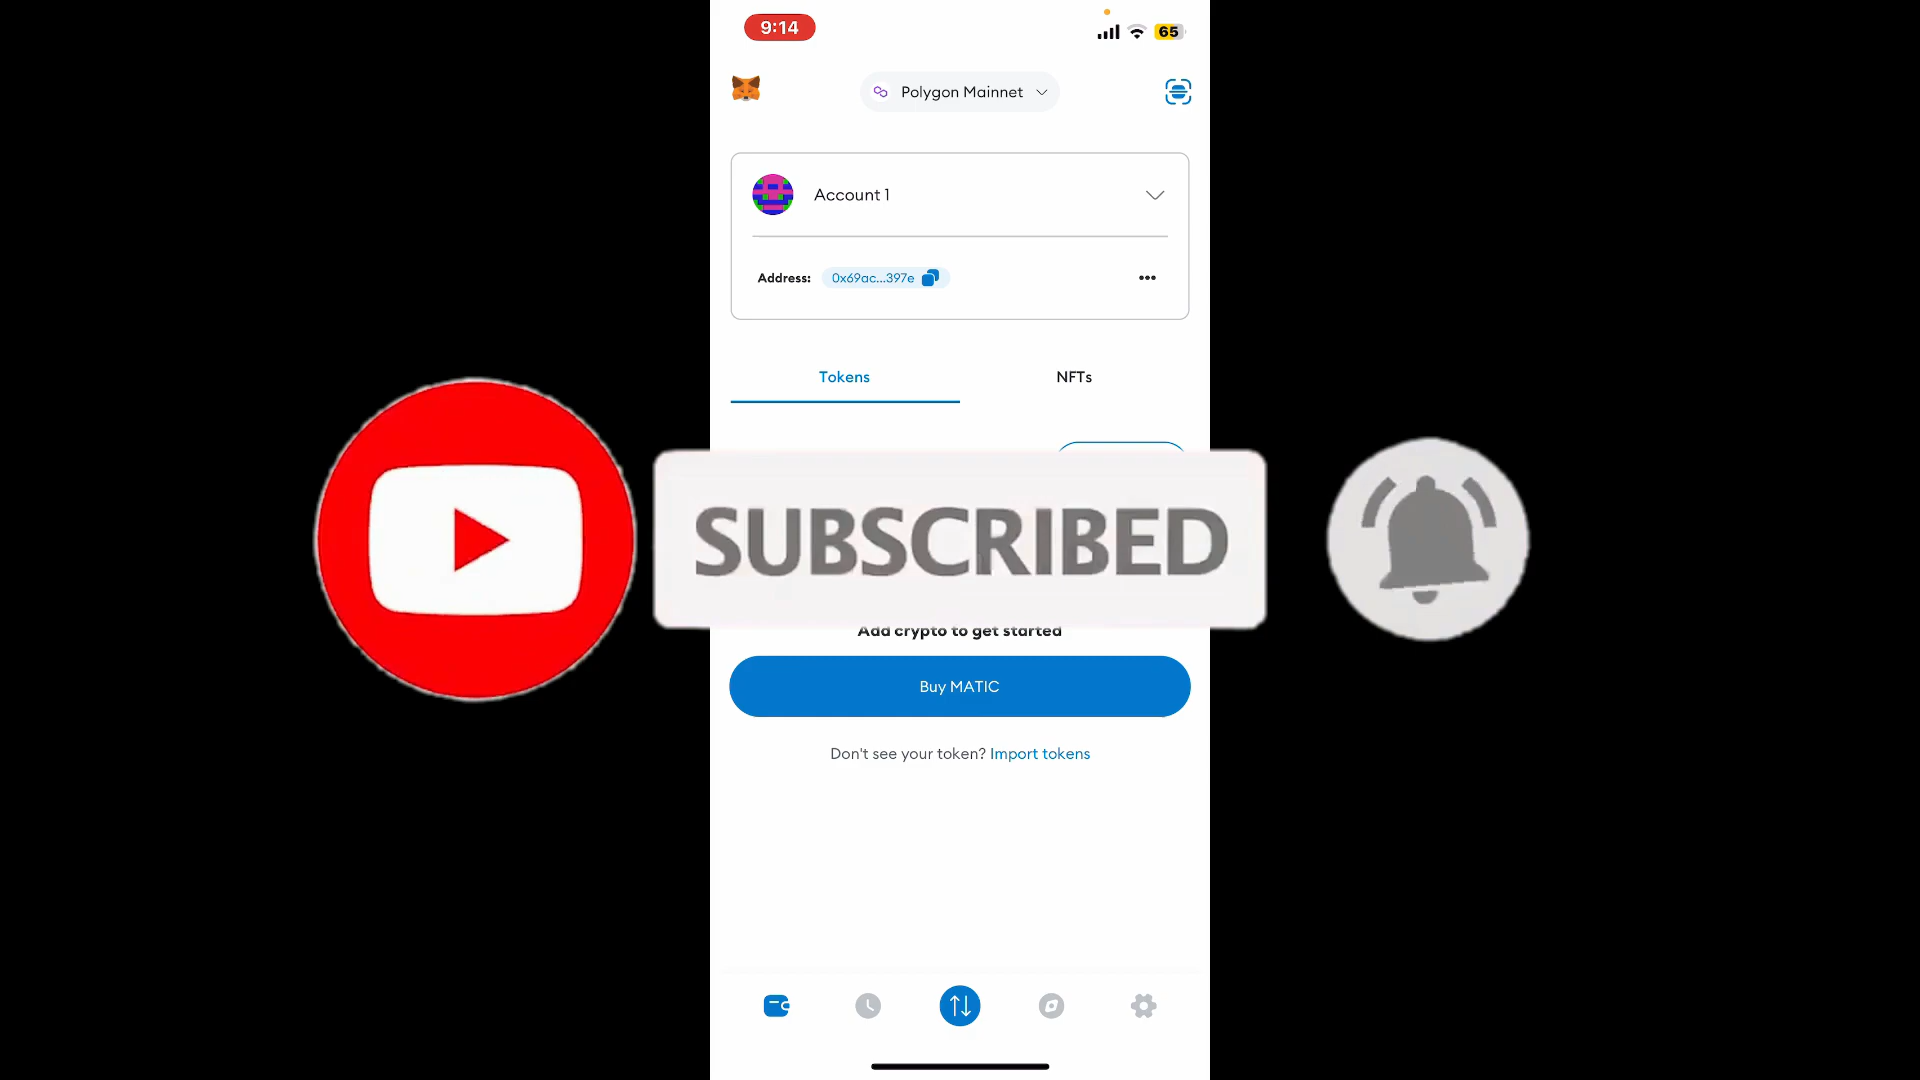 9:14
65
Polygon Mainnet
Account 1
Address: 0x69ac...397e
Tokens
NFTs
SUBSCRIBED
Add crypto to get started
Buy MATIC
Don't see your token? Import tokens